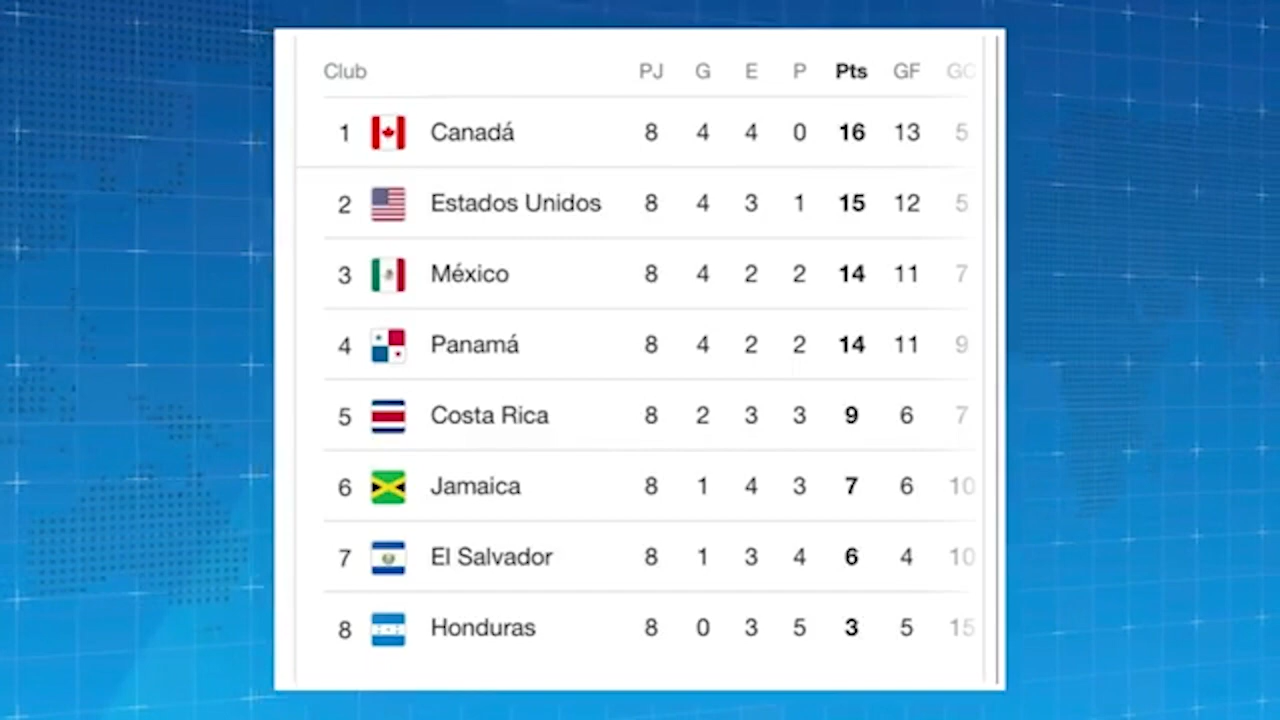 Club PJ G E P Pts GF GC
1 Canadá 8 4 4 0 16 13 5
2 Estados Unidos 8 4 3 1 15 12 5
3 México 8 4 2 2 14 11 7
4 Panamá 8 4 2 2 14 11 9
5 Costa Rica 8 2 3 3 9 6 7
6 Jamaica 8 1 4 3 7 6 10
7 El Salvador 8 1 3 4 6 4 10
8 Honduras 8 0 3 5 3 5 15